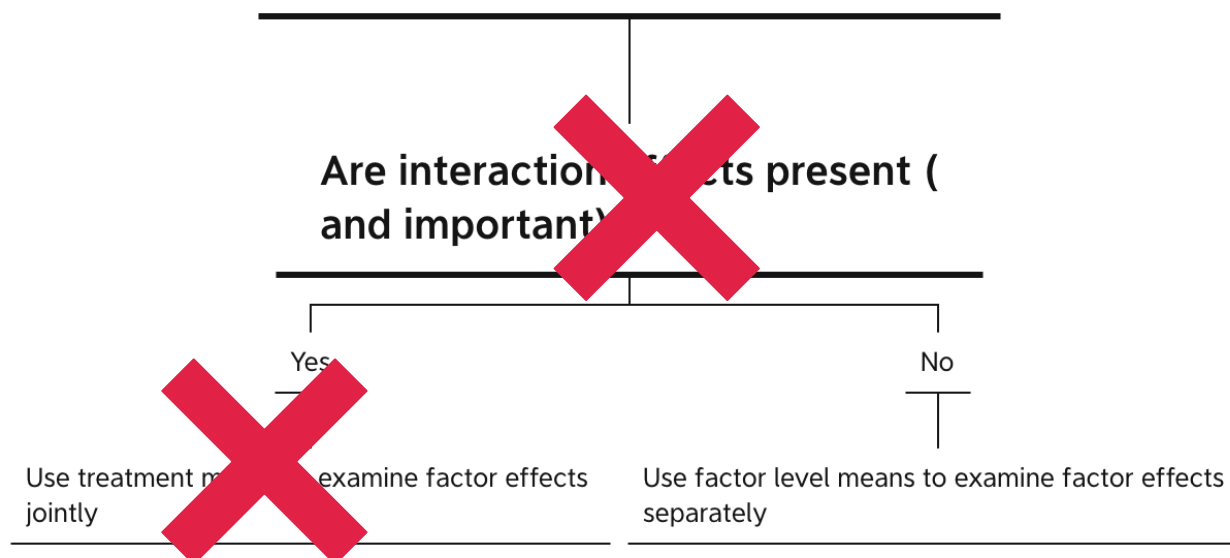 Are interaction present (
and important)
Yes
No
Use treatment examine factor effects
jointly
Use factor level means to examine factor effects
separately